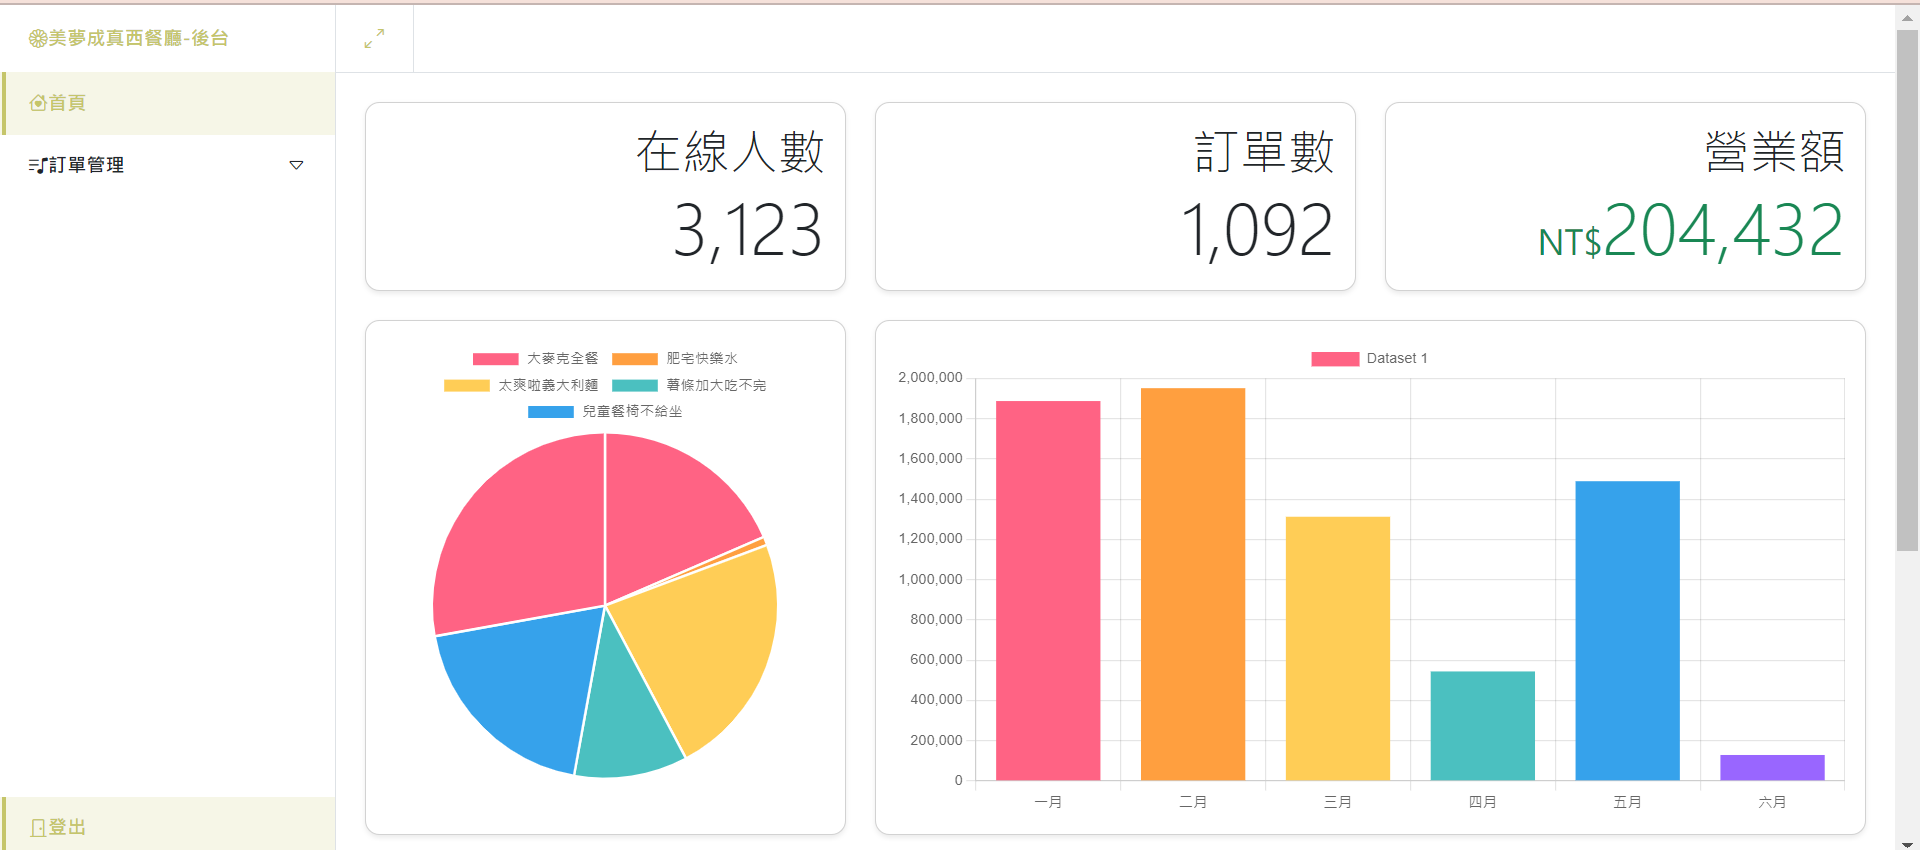 美夢成真西餐廳-後台
首頁
訂單管理
登出
在線人數
3,123
訂單數
1,092
營業額
NT$204,432
大麥克全餐 肥宅快樂水
太爽啦義大利麵 薯條加大吃不完
兒童餐椅不給坐
Dataset 1
2,000,000
1,800,000
1,600,000
1,400,000
1,200,000
1,000,000
800,000
600,000
400,000
200,000
0
一月 二月 三月 四月 五月 六月